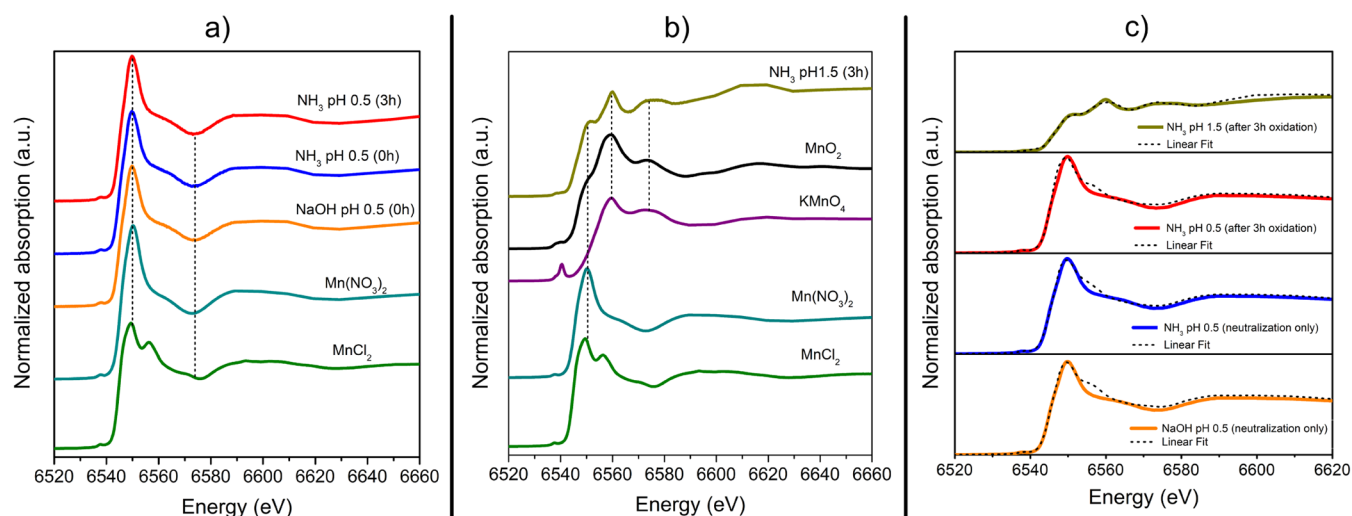 a)
Normalized absorption (a.u.)
NH₃ pH 0.5 (3h)
NH₃ pH 0.5 (0h)
NaOH pH 0.5 (0h)
Mn(NO₃)₂
MnCl₂
6520 6540 6560 6580 6600 6620 6640 6660
Energy (eV)
b)
Normalized absorption (a.u.)
NH₃ pH1.5 (3h)
MnO₂
KMnO₄
Mn(NO₃)₂
MnCl₂
6520 6540 6560 6580 6600 6620 6640 6660
Energy (eV)
c)
Normalized absorption (a.u.)
NH₃ pH 1.5 (after 3h oxidation)
Linear Fit
NH₃ pH 0.5 (after 3h oxidation)
Linear Fit
NH₃ pH 0.5 (neutralization only)
Linear Fit
NaOH pH 0.5 (neutralization only)
Linear Fit
6520 6540 6560 6580 6600 6620
Energy (eV)